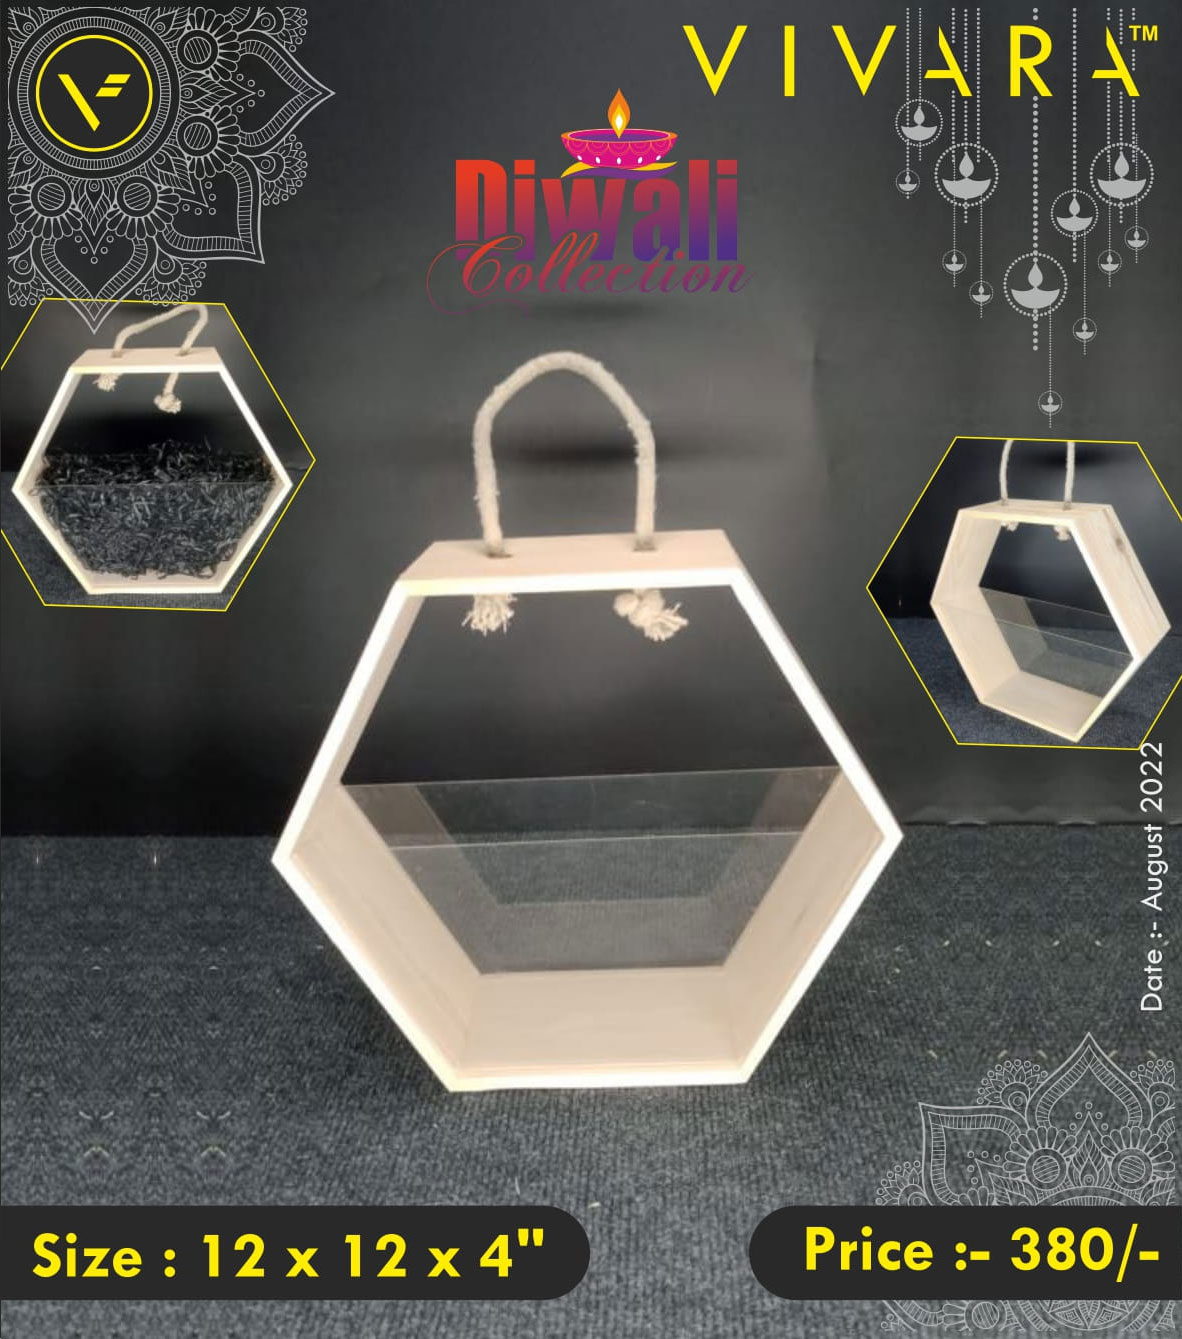 VIVARA™
Diwali
Collection
Date :- August 2022
Size : 12 x 12 x 4"
Price :- 380/-